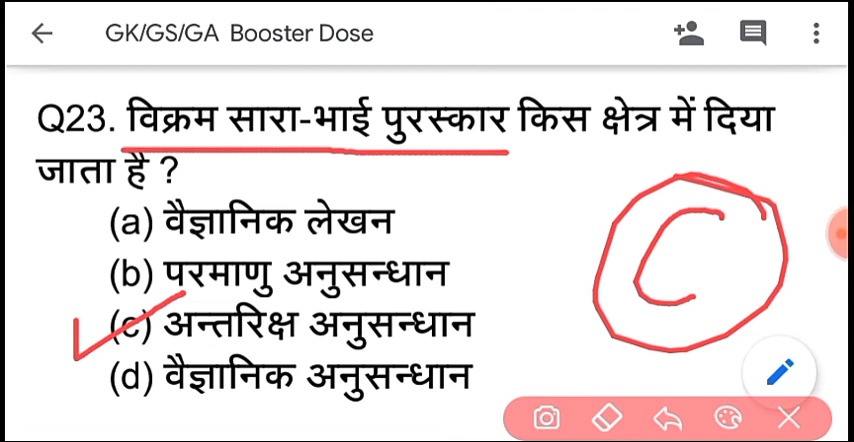 GK/GS/GA Booster Dose
Q23. विक्रम सारा-भाई पुरस्कार किस क्षेत्र में दिया
जाता है ?
(a) वैज्ञानिक लेखन
(b) परमाणु अनुसन्धान
(c) अन्तरिक्ष अनुसन्धान
(d) वैज्ञानिक अनुसन्धान
C